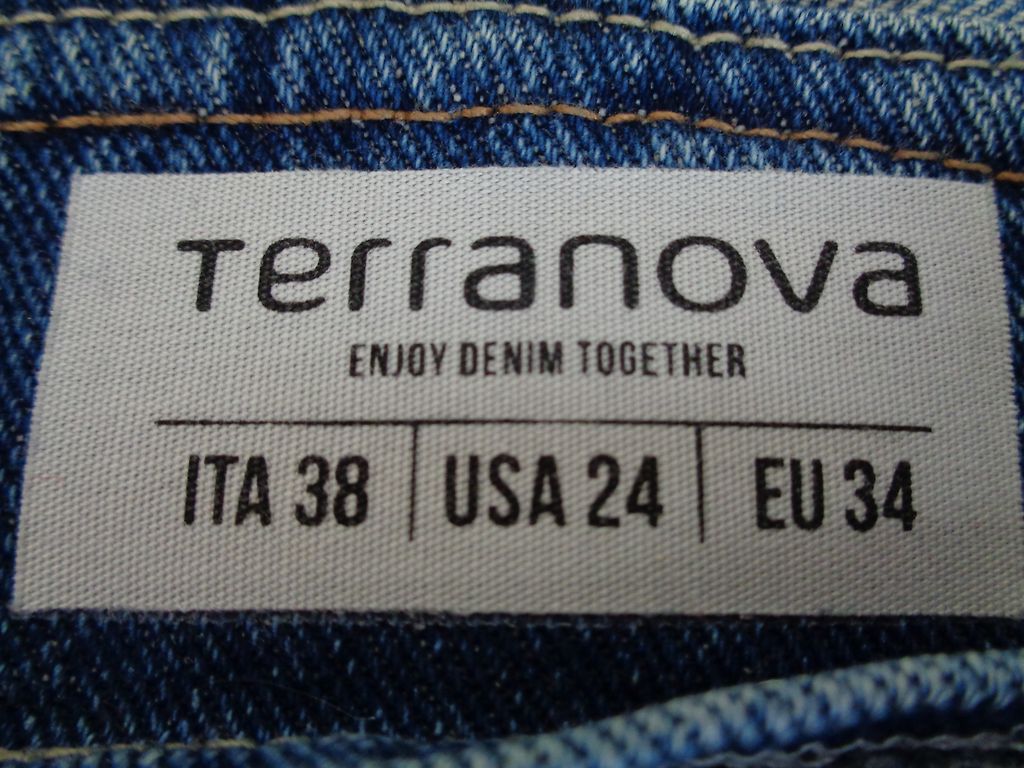 Terranova
ENJOY DENIM TOGETHER
ITA 38 USA 24 EU 34